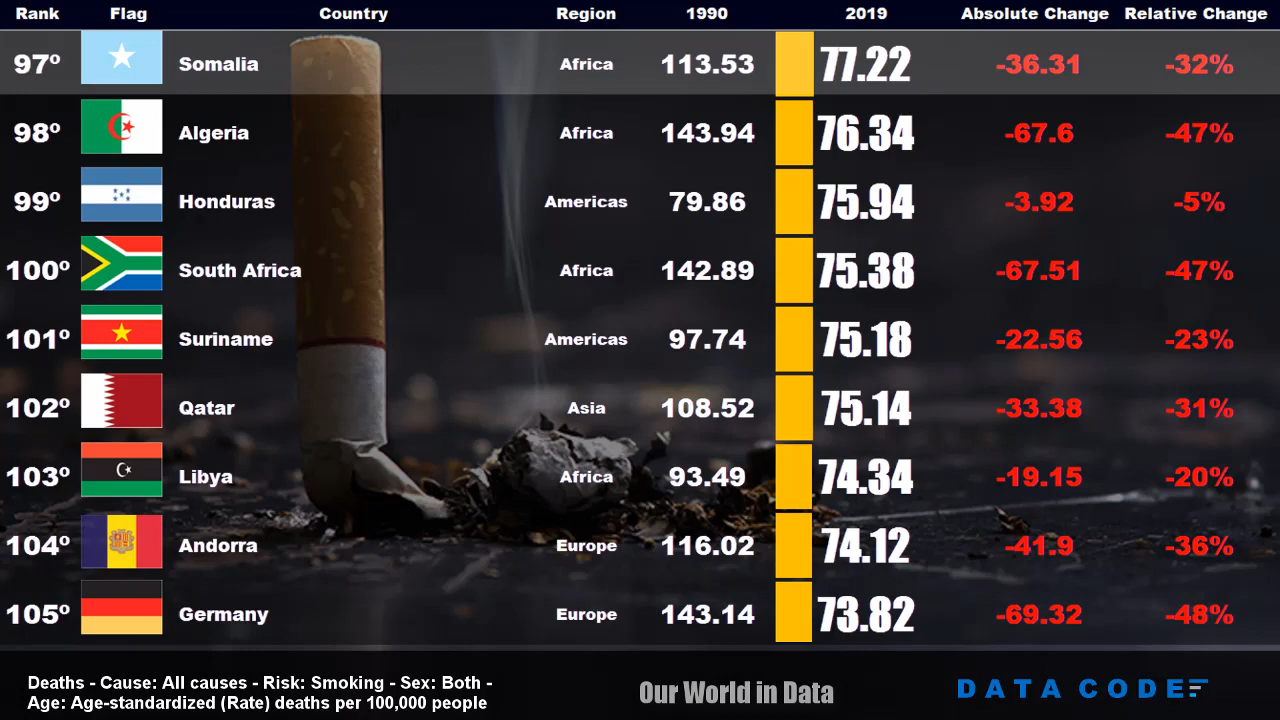 Rank Flag Country Region 1990 2019 Absolute Change Relative Change
97º Somalia Africa 113.53 77.22 -36.31 -32%
98º Algeria Africa 143.94 76.34 -67.6 -47%
99º Honduras Americas 79.86 75.94 -3.92 -5%
100º South Africa Africa 142.89 75.38 -67.51 -47%
101º Suriname Americas 97.74 75.18 -22.56 -23%
102º Qatar Asia 108.52 75.14 -33.38 -31%
103º Libya Africa 93.49 74.34 -19.15 -20%
104º Andorra Europe 116.02 74.12 -41.9 -36%
105º Germany Europe 143.14 73.82 -69.32 -48%
Deaths - Cause: All causes - Risk: Smoking - Sex: Both -
Age: Age-standardized (Rate) deaths per 100,000 people
Our World in Data
DATA CODE